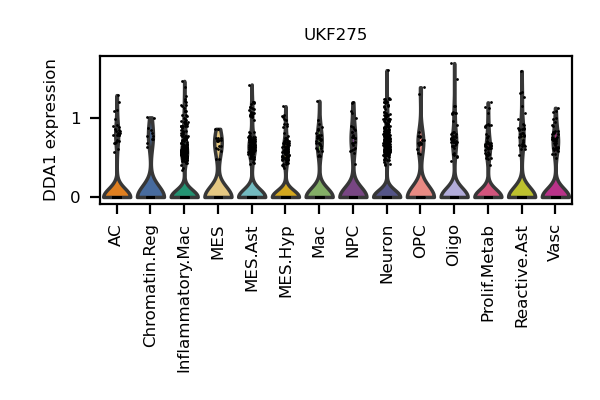 UKF275
DDA1 expression
1
0
AC
Chromatin.Reg
Inflammatory.Mac
MES
MES.Ast
MES.Hyp
Mac
NPC
Neuron
OPC
Oligo
Prolif.Metab
Reactive.Ast
Vasc